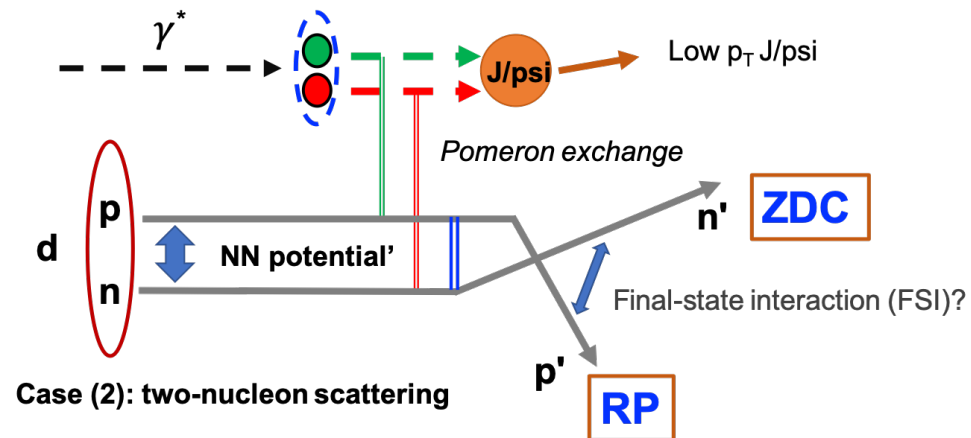 γ*
J/psi
Low pT J/psi
Pomeron exchange
p
n'
ZDC
d
NN potential’
n
Final-state interaction (FSI)?
p'
Case (2): two-nucleon scattering
RP